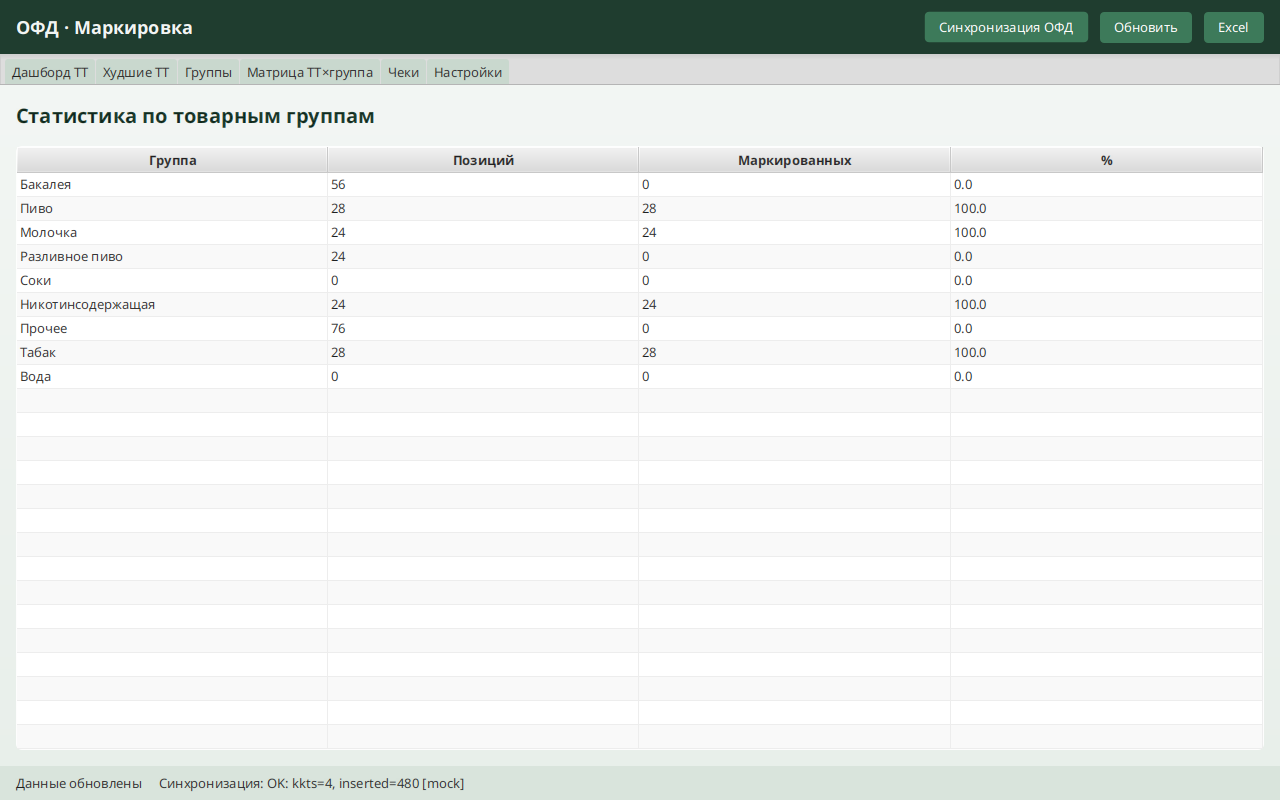 ОФД · Маркировка
Синхронизация ОФД Обновить Excel
Дашборд ТТ Худшие ТТ Группы Матрица ТТ×группа Чеки Настройки
Статистика по товарным группам
Группа Позиций Маркированных %
Бакалея 56 0 0.0
Пиво 28 28 100.0
Молочка 24 24 100.0
Разливное пиво 24 0 0.0
Соки 0 0 0.0
Никотинсодержащая 24 24 100.0
Прочее 76 0 0.0
Табак 28 28 100.0
Вода 0 0 0.0
Данные обновлены Синхронизация: OK: kkts=4, inserted=480 [mock]